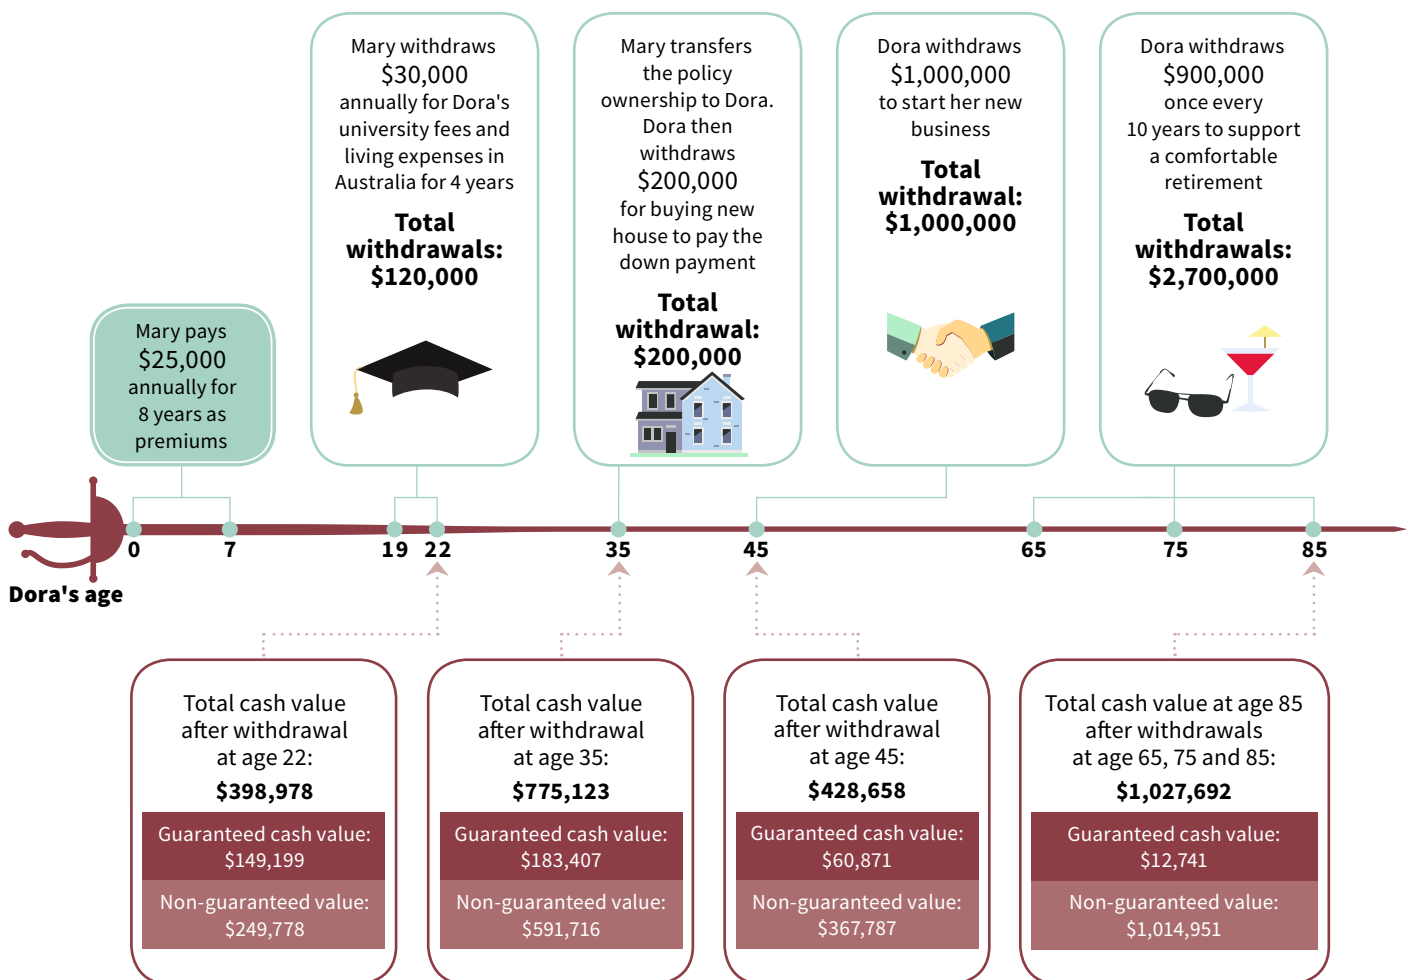 Mary withdraws
$30,000
annually for Dora's
university fees and
living expenses in
Australia for 4 years
Total
withdrawals:
$120,000
Mary transfers
the policy
ownership to Dora.
Dora then
withdraws
$200,000
for buying new
house to pay the
down payment
Total
withdrawal:
$200,000
Dora withdraws
$1,000,000
to start her new
business
Total
withdrawal:
$1,000,000
Dora withdraws
$900,000
once every
10 years to support
a comfortable
retirement
Total
withdrawals:
$2,700,000
Mary pays
$25,000
annually for
8 years as
premiums
0 7 19 22 35 45 65 75 85
Dora's age
Total cash value
after withdrawal
at age 22:
$398,978
Guaranteed cash value:
$149,199
Non-guaranteed value:
$249,778
Total cash value
after withdrawal
at age 35:
$775,123
Guaranteed cash value:
$183,407
Non-guaranteed value:
$591,716
Total cash value
after withdrawal
at age 45:
$428,658
Guaranteed cash value:
$60,871
Non-guaranteed value:
$367,787
Total cash value at age 85
after withdrawals
at age 65, 75 and 85:
$1,027,692
Guaranteed cash value:
$12,741
Non-guaranteed value:
$1,014,951